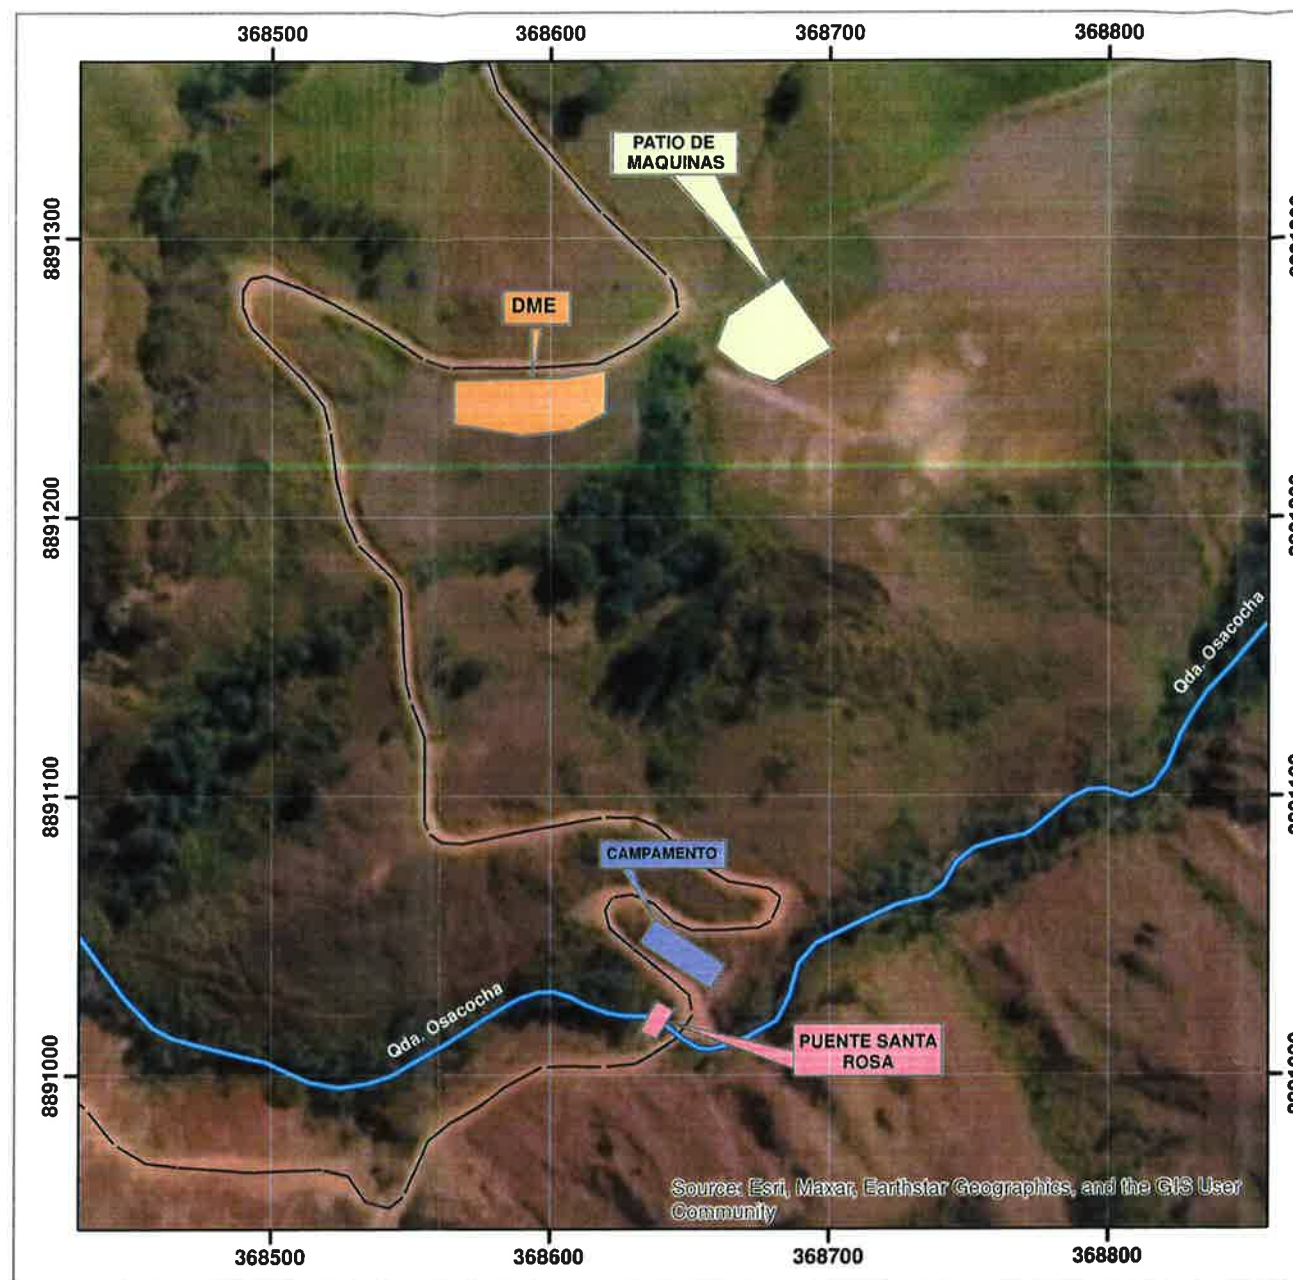 368500 368600 368700 368800
PATIO DE
MAQUINAS
8891300
DME
8891200
Qda. Osacocha
8891100
CAMPAMENTO
Qda. Osacocha
PUENTE SANTA
ROSA
8891000
Source: Esri, Maxar, Earthstar Geographics, and the GIS User
Community
368500 368600 368700 368800